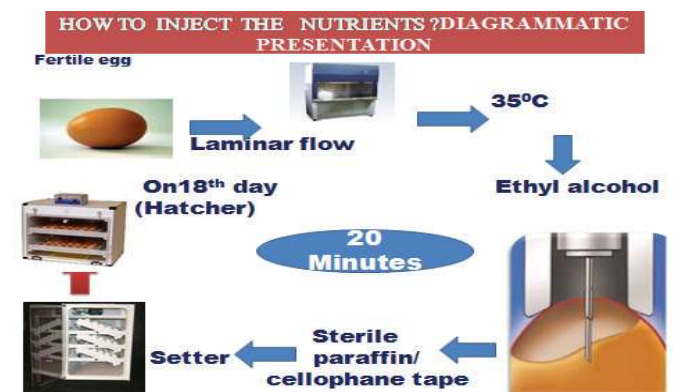 HOW TO INJECT THE NUTRIENTS ?DIAGRAMMATIC
PRESENTATION
Fertile egg
Laminar flow
35⁰C
Ethyl alcohol
On18th day
(Hatcher)
20
Minutes
Sterile
paraffin/
cellophane tape
Setter